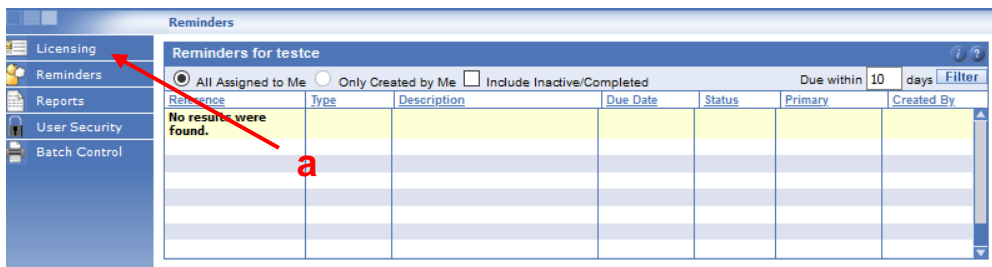 Reminders
Licensing
Reminders
Reports
User Security
Batch Control
Reminders for testce
All Assigned to Me Only Created by Me Include Inactive/Completed Due within 10 days Filter
Reference Type Description Due Date Status Primary Created By
No results were
found.
a